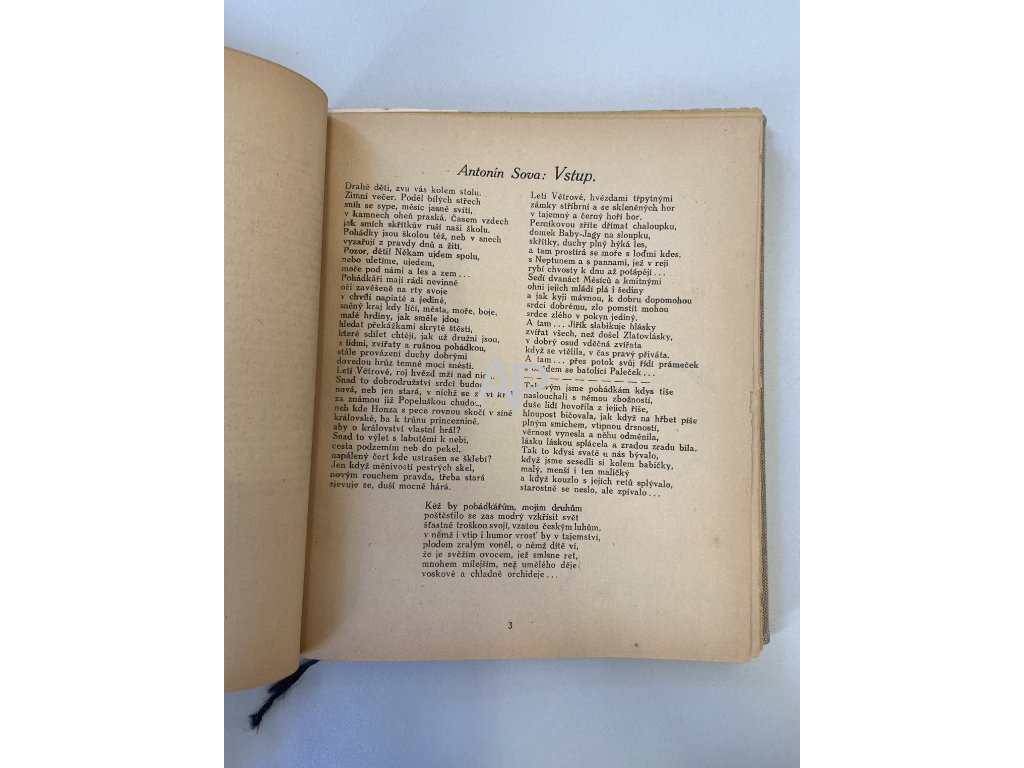 Antonín Sova: Vstup.
Drahé děti, zvu vás kolem stolu.
Zimní večer. Poděl bílých střech
sníh se sype, měsíc jasně svítí,
v kamnech oheň praská. Časem vzdech
jak smích skřítkův ruší naši školu.
Pohádky jsou školou též, neb v snech
vyzařují z pravdy dnů a žití,
Pozor, děti! Někam ujdem spolu,
nebo uletíme, ujedem,
moře pod námi a les a zem...
Pohádkáři mají rádi nevinné
oči zavěšené na rty svoje
v chvíli napiaté a jediné,
sněný kraj kdy líčí, města, moře, boje,
malé hrdiny, jak směle jdou
hledat překážkami skryté štěstí,
které sdílet chtějí, jak už družní jsou,
s lidmi, zvířaty a rušnou pohádkou,
stále provázeni duchy dobrými
dovedou hrůz temné moci snésti.
Letí Větrové, roj hvězd mží nad
Snad to dobrodružství srdcí
nová, neb jen stará, v nichž se
za známou již Popelnškou
neb kde Honza s pece rovnou skočí v síně
královské, ba k trůnu princezninė,
aby o království vlastní hrál?
Snad to výlet s labutěmi k nebi,
cesta podzemím neb do pekel,
napálený čert kde ustrašen se šklebí?
Jen když měnivostí pestrých skel,
novým rouchem pravda, třeba stará
zjevuje se, duší mocně hárá.
Letí Větrové, hvězdami třpytnými
zámky stříbrní a se skleněných hor
v tajemný a černý hoří bor.
Perníkovou zříte dřímat chaloupku,
domek Baby-Jagy na sloupku,
skřítky, duchy plný hýká les,
a tam prostírá se moře s loďmi kdes,
s Neptunem a s pannami, jež v reji
rybí chvosty k dnu až potápějí...
Sedí dvanáct Měsíců a kmitnými
ohni jejich mládí plá i šediny
a jak kyji mávnou, k dobru dopomohou
srdci dobrému, zlo pomstít mohou
srdce zlého v pokyn jediný.
A tam... Jiřík slabikuje hlásky
zvířat všech, než došel Zlatovlásky,
v dobrý osud vděčná zvířata
když se vtělila, v čas pravý přiváta.
A tam... přes potok svůj řídí prámeček
se batolící Paleček...
jsme pohádkám kdys tiše
naslouchali s němou zbožností,
duše lidí hovořila z jejich říše,
hloupost bičovala, jak když na hřbet píše
plným smíchem, vtipnou drsností,
věrnost vynesla a něhu odměnila,
lásku láskou splácela a zradou zradu bila.
Tak to kdysi svatě u nás bývalo,
když jsme sesedli si kolem babičky,
malý, menší i ten maličký
a když kouzlo s jejích retů splývalo,
starostně se neslo, ale zpívalo...
Kéž by pohádkářům, mojim druhům
poštěstilo se zas modrý vzkřísit svět
šťastně troškou svojí, vzatou českým luhům,
v němž i vtip i humor vrosť by v tajemství,
plodem zralým voněl, o němž dítě ví,
že je svěžím ovocem, jež smlsne ret,
mnohem milejším, než umělého děje
voskové a chladné orchideje...
3